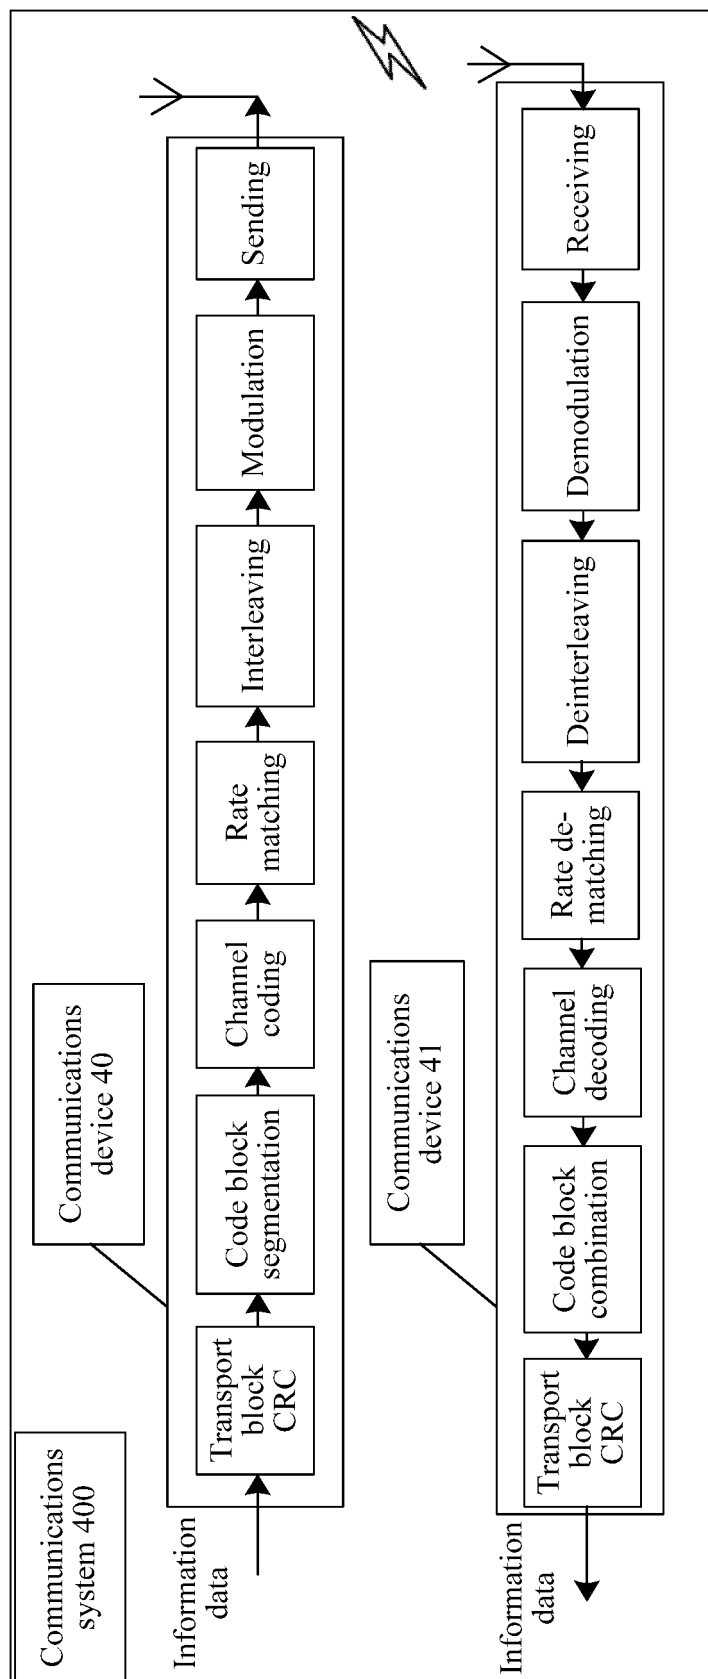 Communications
system 400
Communications
device 40
Information
data
Transport
block
CRC
Code block
segmentation
Channel
coding
Rate
matching
Interleaving
Modulation
Sending
Communications
device 41
Information
data
Transport
block
CRC
Code block
combination
Channel
decoding
Rate de-
matching
Deinterleaving
Demodulation
Receiving